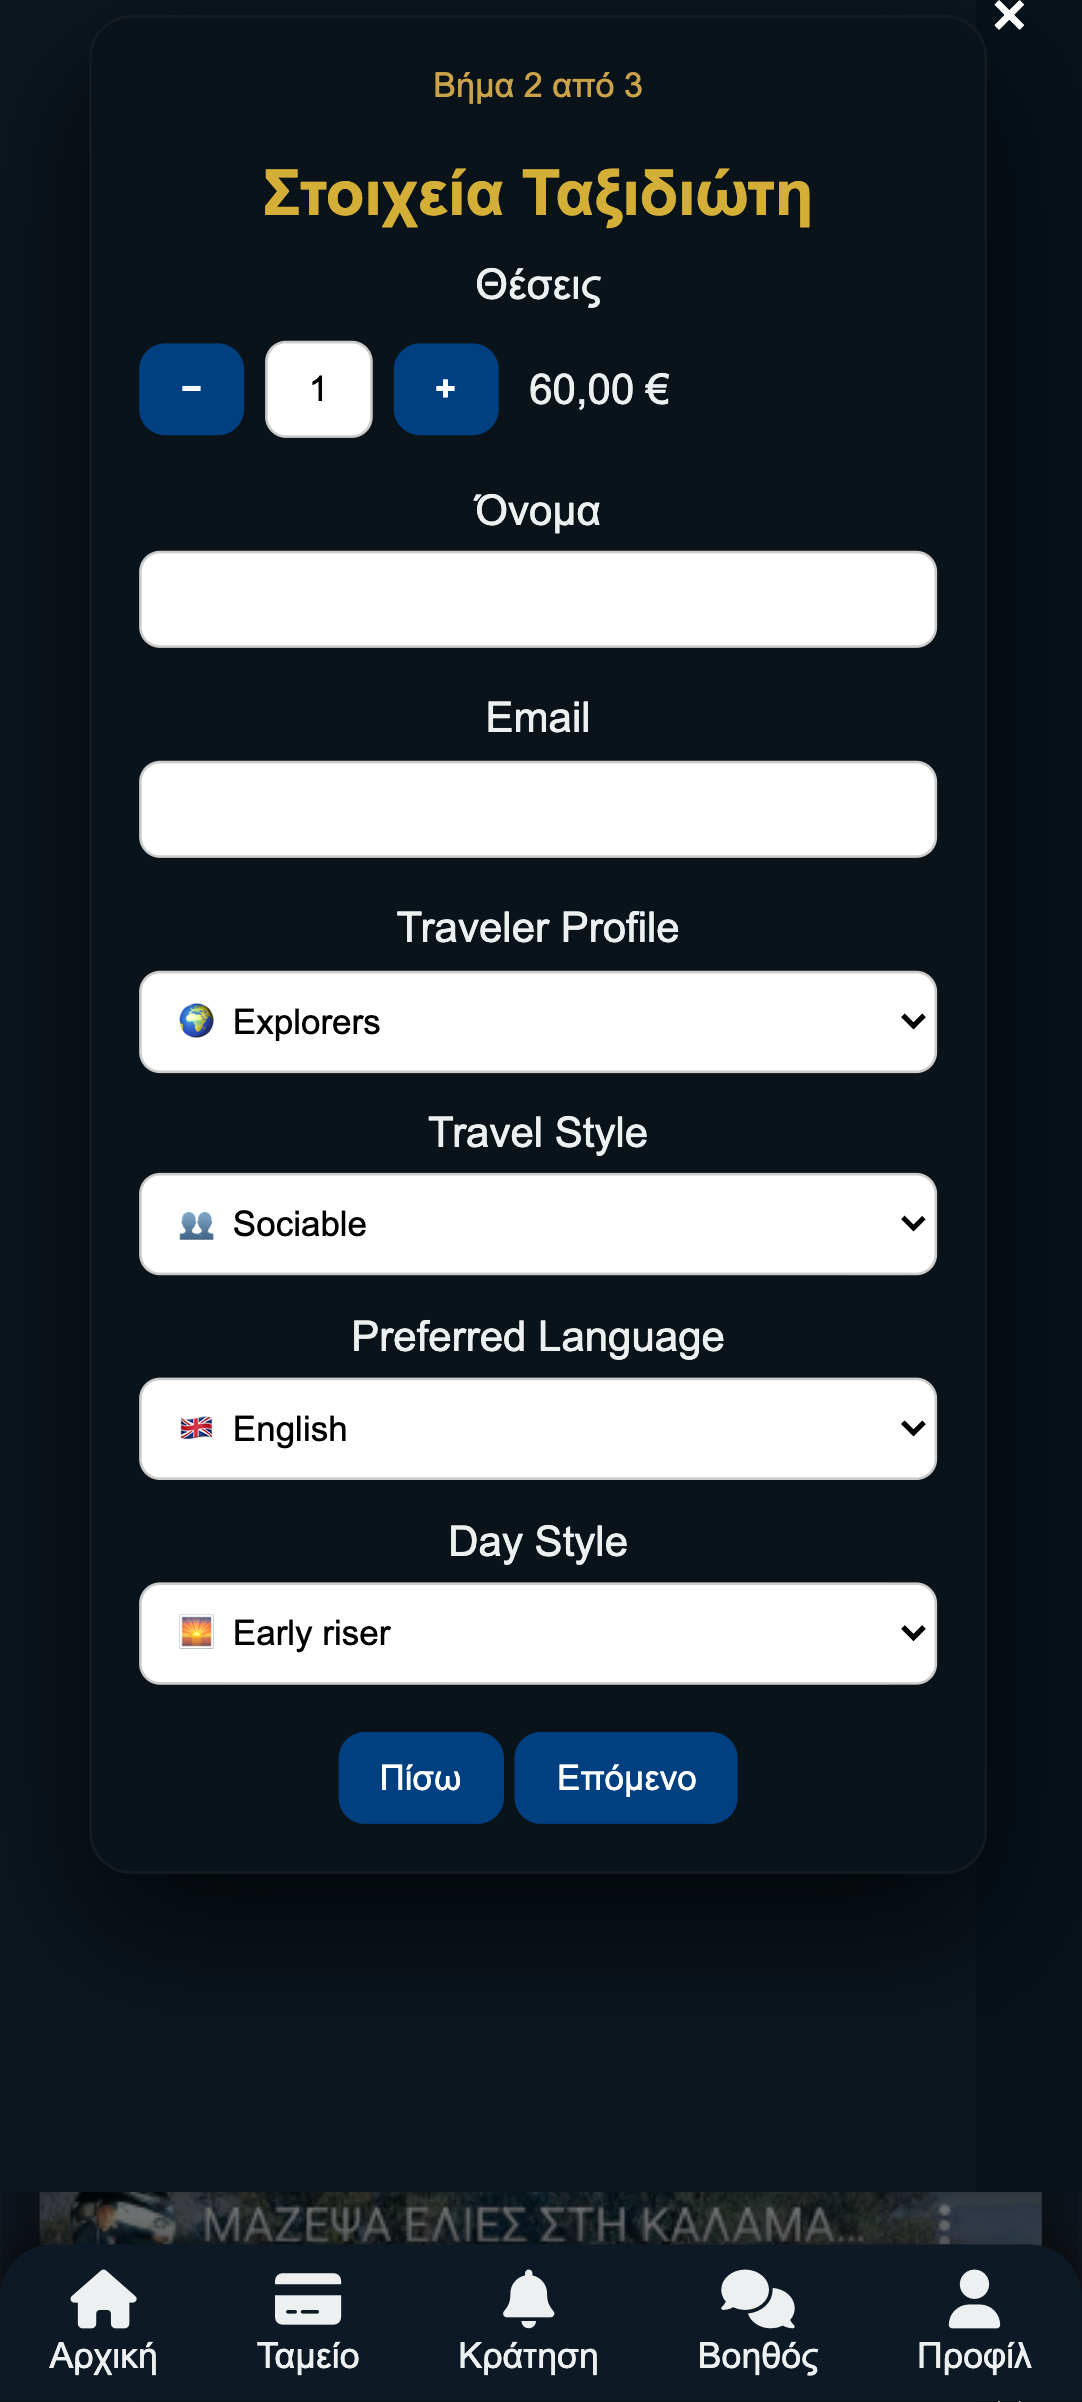 ×
Βήμα 2 από 3
Στοιχεία Ταξιδιώτη
Θέσεις
− 1 + 60,00 €
Όνομα
Email
Traveler Profile
🌍 Explorers
Travel Style
👥 Sociable
Preferred Language
🇬🇧 English
Day Style
🌅 Early riser
Πίσω Επόμενο
ΜΑΖΕΨΑ ΕΛΙΕΣ ΣΤΗ ΚΑΛΑΜΑ...
Αρχική Ταμείο Κράτηση Βοηθός Προφίλ